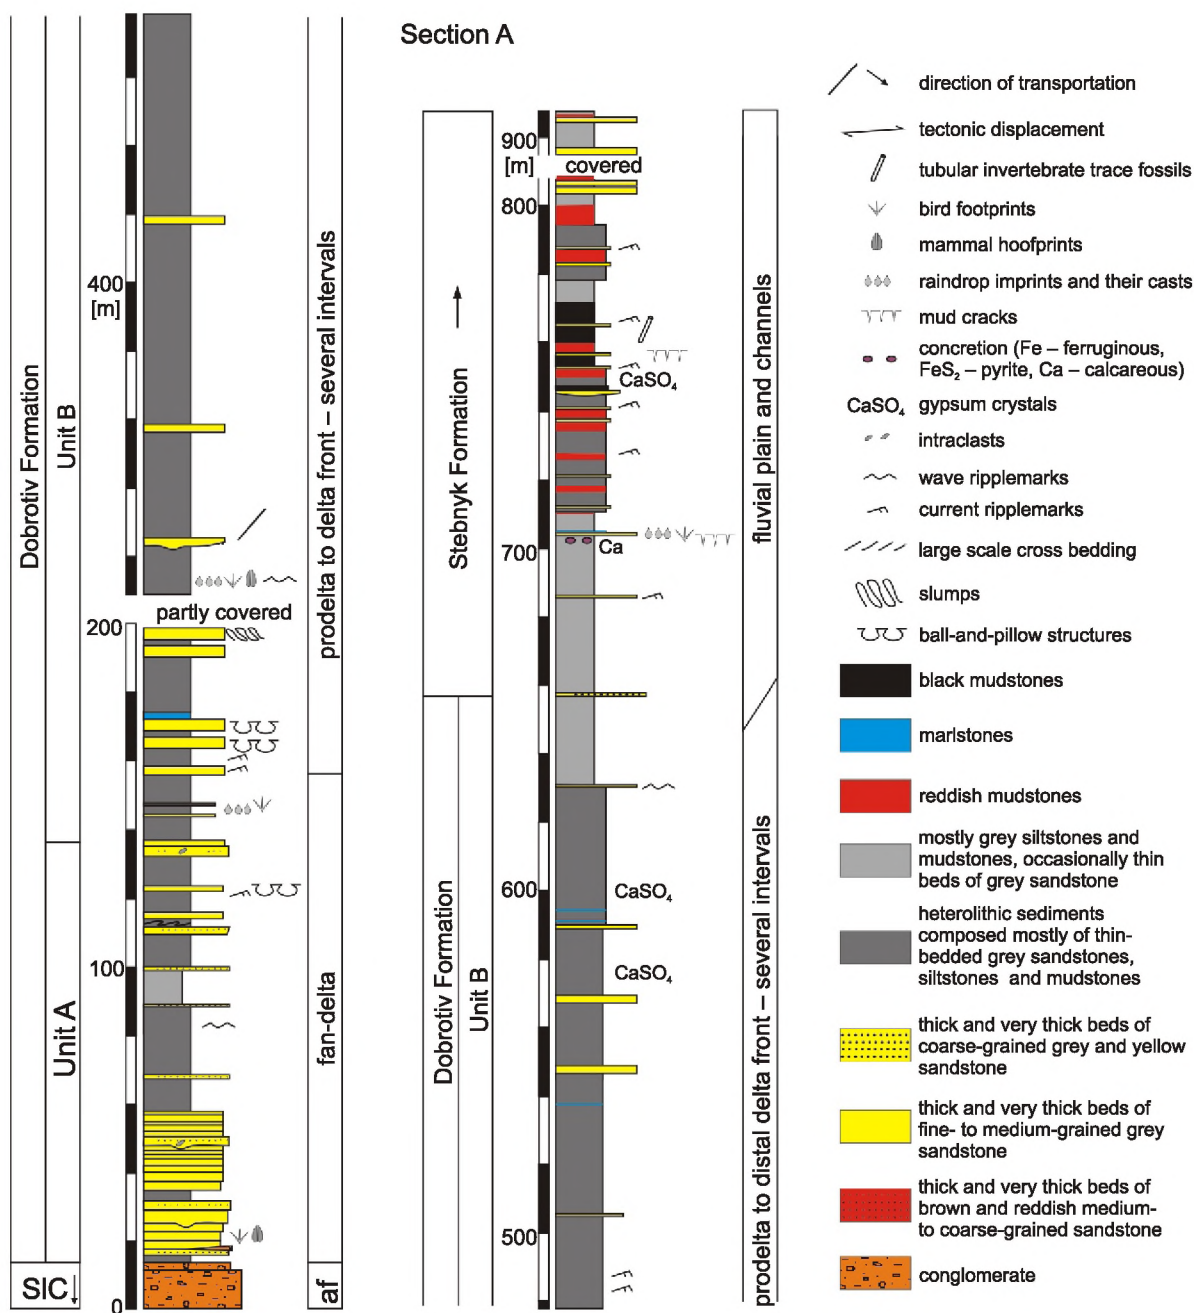 Section A
Dobrotiv Formation
Unit B
400
[m]
prodelta to delta front – several intervals
partly covered
200
100
Unit A
fan-delta
SIC
0
af
900
[m]
covered
800
CaSO₄
Stebnyk Formation
fluvial plain and channels
Ca
700
600
CaSO₄
CaSO₄
Dobrotiv Formation
Unit B
500
prodelta to distal delta front – several intervals
direction of transportation
tectonic displacement
tubular invertebrate trace fossils
bird footprints
mammal hoofprints
raindrop imprints and their casts
mud cracks
concretion (Fe – ferruginous,
FeS₂ – pyrite, Ca – calcareous)
CaSO₄ gypsum crystals
intraclasts
wave ripplemarks
current ripplemarks
large scale cross bedding
slumps
ball-and-pillow structures
black mudstones
marlstones
reddish mudstones
mostly grey siltstones and
mudstones, occasionally thin
beds of grey sandstone
heterolithic sediments
composed mostly of thin-
bedded grey sandstones,
siltstones and mudstones
thick and very thick beds of
coarse-grained grey and yellow
sandstone
thick and very thick beds of
fine- to medium-grained grey
sandstone
thick and very thick beds of
brown and reddish medium-
to coarse-grained sandstone
conglomerate